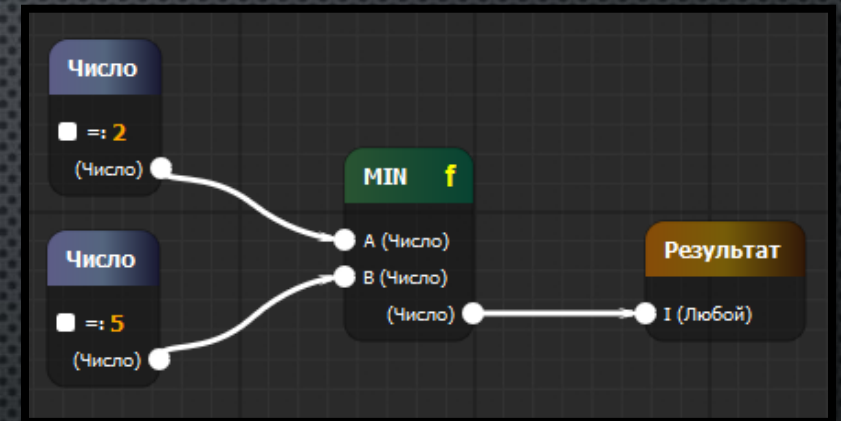 Число
=: 2
(Число)
Число
=: 5
(Число)
MIN f
A (Число)
B (Число)
(Число)
Результат
I (Любой)